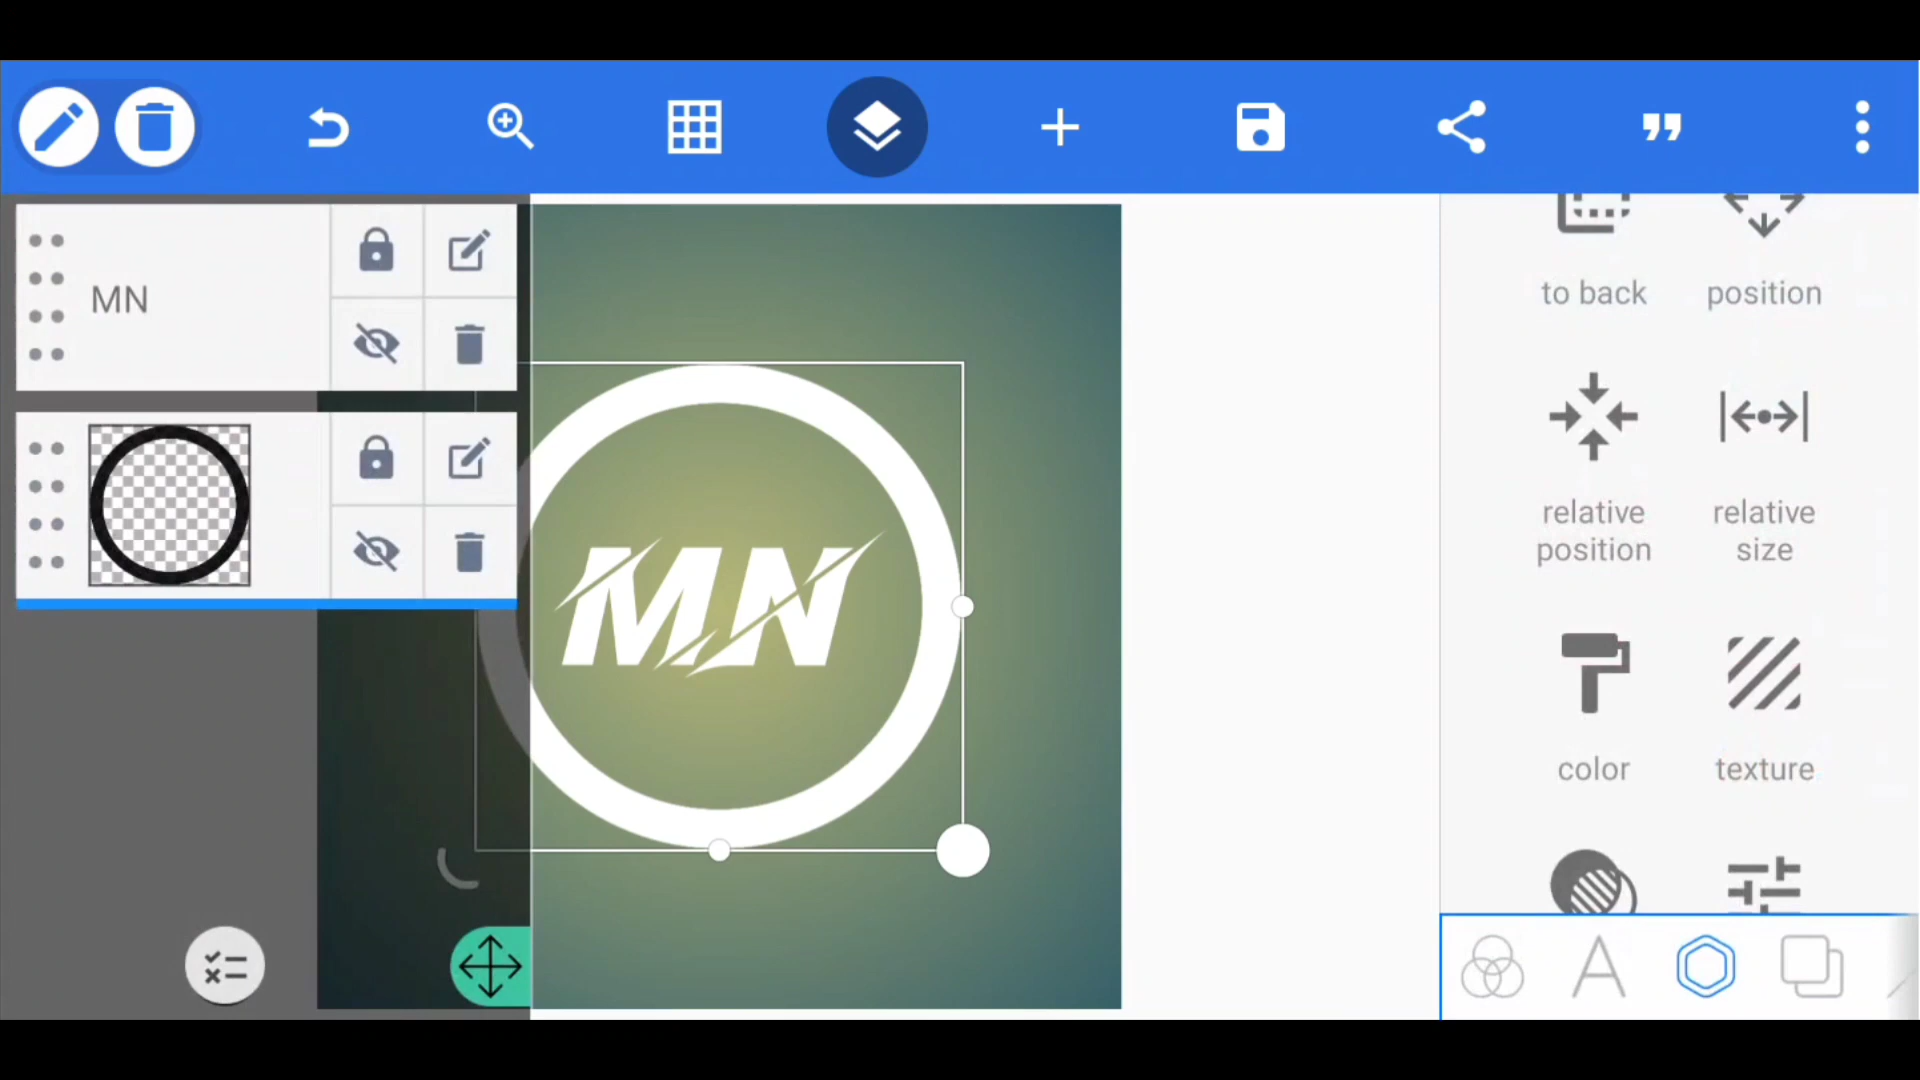 MN
MN
to back
position
relative
position
relative
size
color
texture